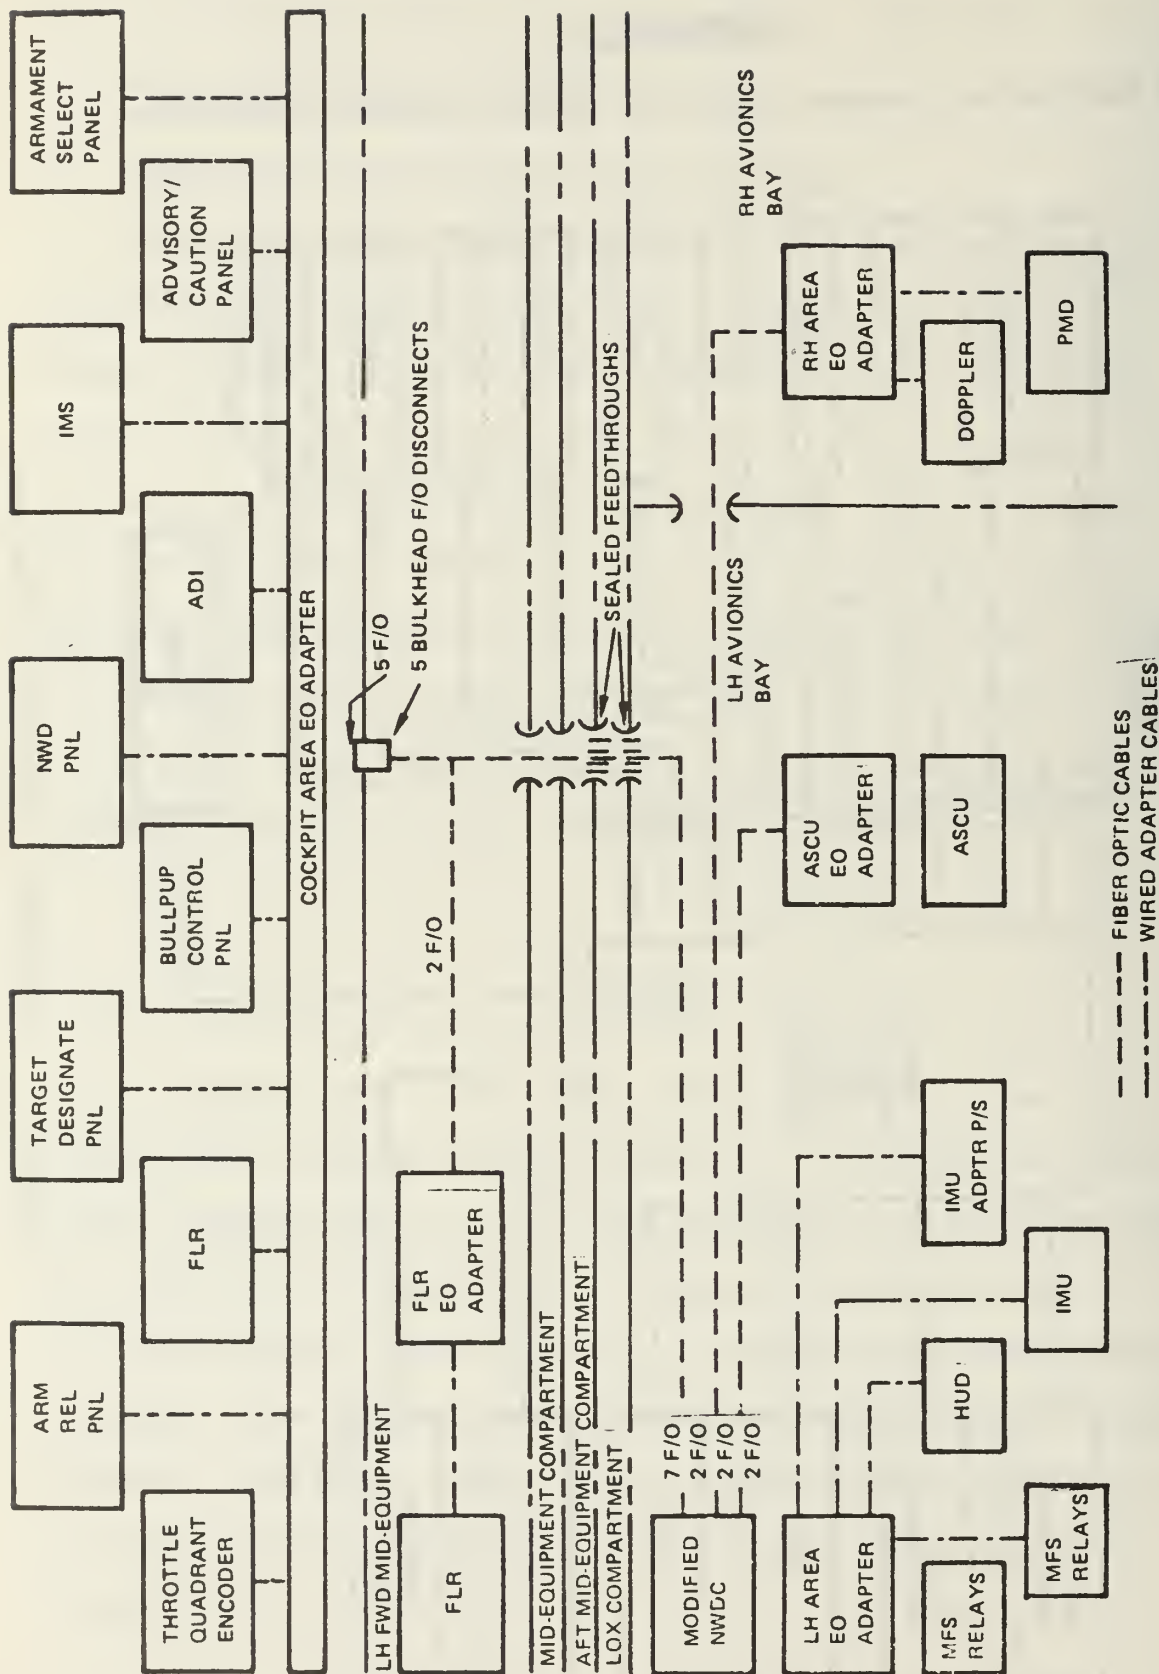 ARM
REL
PNL
TARGET
DESIGNATE
PNL
NWD
PNL
IMS
ARMAMENT
SELECT
PANEL
THROTTLE
QUADRANT
ENCODER
FLR
BULLPUP
CONTROL
PNL
ADI
ADVISORY/
CAUTION
PANEL
COCKPIT AREA EO ADAPTER
LH FWD MID-EQUIPMENT
5 F/O
5 BULKHEAD F/O DISCONNECTS
FLR
FLR
EO
ADAPTER
2 F/O
MID-EQUIPMENT COMPARTMENT
AFT MID-EQUIPMENT COMPARTMENT
LOX COMPARTMENT
SEALED FEEDTHROUGHS
MODIFIED
NWDC
7 F/O
2 F/O
2 F/O
2 F/O
LH AVIONICS
BAY
RH AVIONICS
BAY
LH AREA
EO
ADAPTER
ASCU
EO
ADAPTER
RH AREA
EO
ADAPTER
MFS
RELAYS
HUD
IMU
ADPTR P/S
ASCU
DOPPLER
MFS
RELAYS
IMU
PMD
FIBER OPTIC CABLES
WIRED ADAPTER CABLES